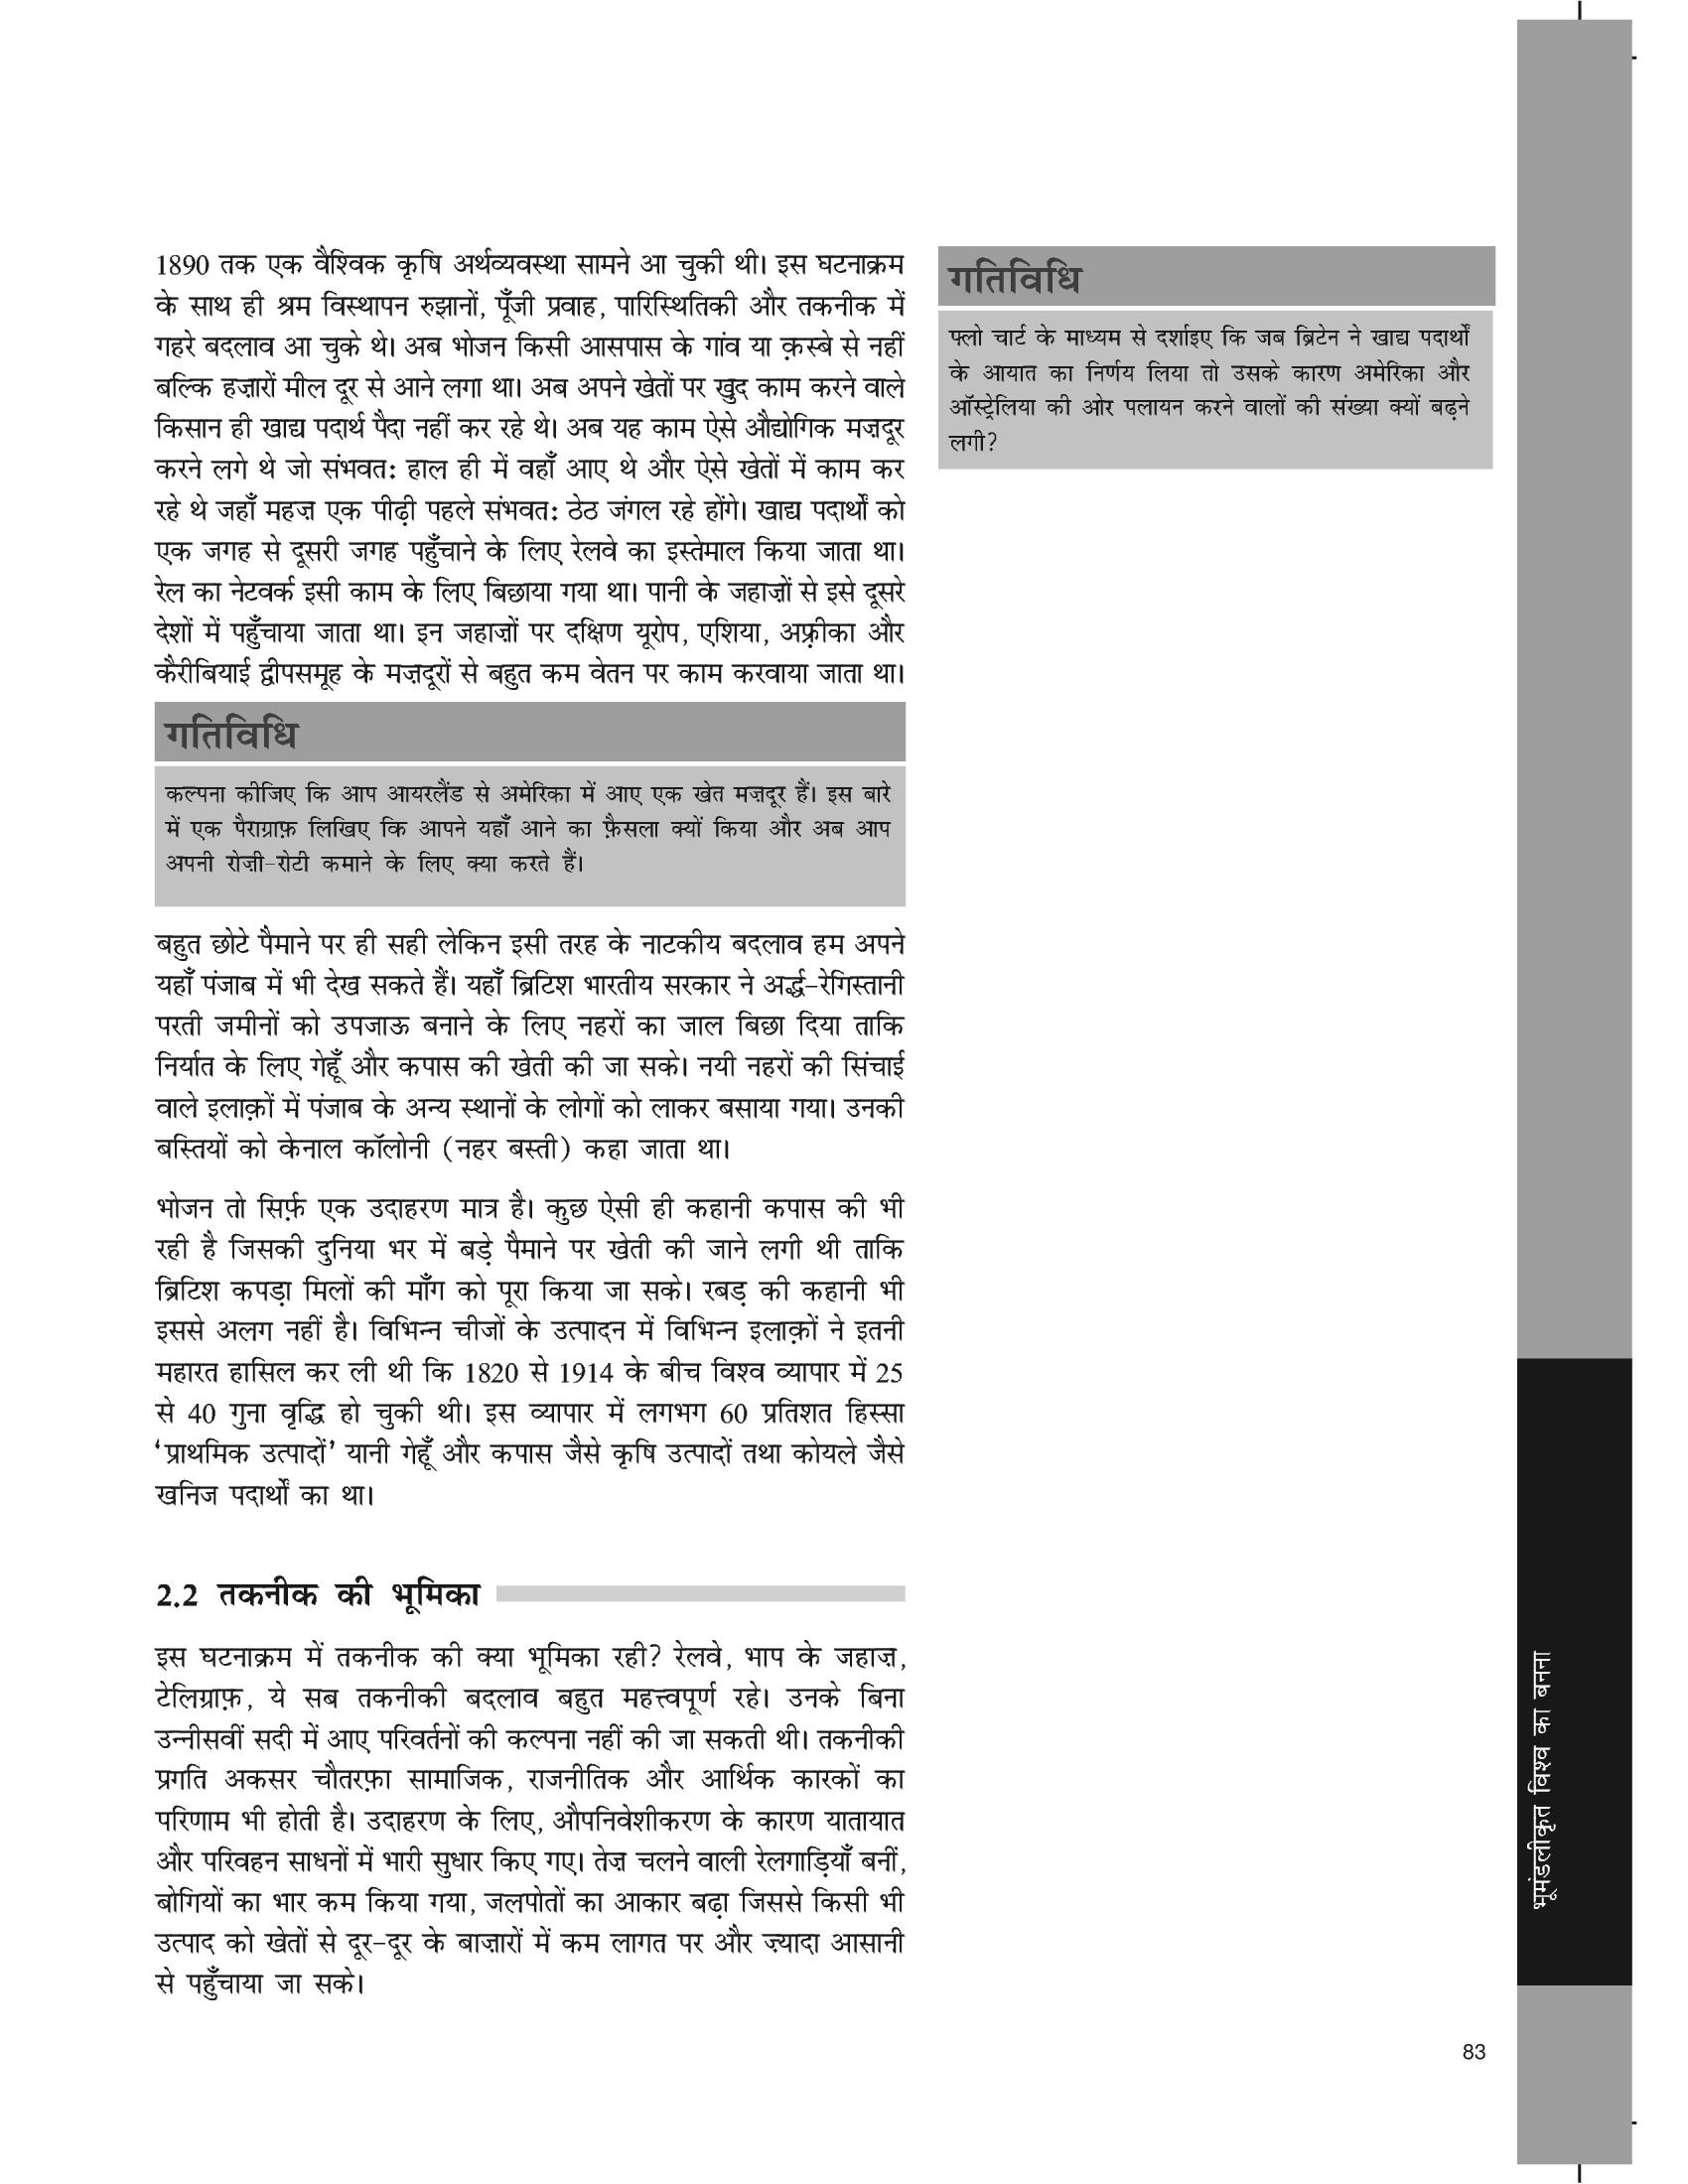 1890 तक एक वैश्विक कृषि अर्थव्यवस्था सामने आ चुकी थी। इस घटनाक्रम
के साथ ही श्रम विस्थापन रुझानों, पूँजी प्रवाह, पारिस्थितिकी और तकनीक में
गहरे बदलाव आ चुके थे। अब भोजन किसी आसपास के गांव या क़स्बे से नहीं
बल्कि हज़ारों मील दूर से आने लगा था। अब अपने खेतों पर खुद काम करने वाले
किसान ही खाद्य पदार्थ पैदा नहीं कर रहे थे। अब यह काम ऐसे औद्योगिक मज़दूर
करने लगे थे जो संभवतः हाल ही में वहाँ आए थे और ऐसे खेतों में काम कर
रहे थे जहाँ महज़ एक पीढ़ी पहले संभवतः ठेठ जंगल रहे होंगे। खाद्य पदार्थों को
एक जगह से दूसरी जगह पहुँचाने के लिए रेलवे का इस्तेमाल किया जाता था।
रेल का नेटवर्क इसी काम के लिए बिछाया गया था। पानी के जहाज़ों से इसे दूसरे
देशों में पहुँचाया जाता था। इन जहाज़ों पर दक्षिण यूरोप, एशिया, अफ़्रीका और
कैरीबियाई द्वीपसमूह के मज़दूरों से बहुत कम वेतन पर काम करवाया जाता था।
गतिविधि
कल्पना कीजिए कि आप आयरलैंड से अमेरिका में आए एक खेत मज़दूर हैं। इस बारे
में एक पैराग्राफ़ लिखिए कि आपने यहाँ आने का फ़ैसला क्यों किया और अब आप
अपनी रोज़ी-रोटी कमाने के लिए क्या करते हैं।
बहुत छोटे पैमाने पर ही सही लेकिन इसी तरह के नाटकीय बदलाव हम अपने
यहाँ पंजाब में भी देख सकते हैं। यहाँ ब्रिटिश भारतीय सरकार ने अर्द्ध-रेगिस्तानी
परती जमीनों को उपजाऊ बनाने के लिए नहरों का जाल बिछा दिया ताकि
निर्यात के लिए गेहूँ और कपास की खेती की जा सके। नयी नहरों की सिंचाई
वाले इलाक़ों में पंजाब के अन्य स्थानों के लोगों को लाकर बसाया गया। उनकी
बस्तियों को केनाल कॉलोनी (नहर बस्ती) कहा जाता था।
भोजन तो सिर्फ़ एक उदाहरण मात्र है। कुछ ऐसी ही कहानी कपास की भी
रही है जिसकी दुनिया भर में बड़े पैमाने पर खेती की जाने लगी थी ताकि
ब्रिटिश कपड़ा मिलों की माँग को पूरा किया जा सके। रबड़ की कहानी भी
इससे अलग नहीं है। विभिन्न चीजों के उत्पादन में विभिन्न इलाक़ों ने इतनी
महारत हासिल कर ली थी कि 1820 से 1914 के बीच विश्व व्यापार में 25
से 40 गुना वृद्धि हो चुकी थी। इस व्यापार में लगभग 60 प्रतिशत हिस्सा
‘प्राथमिक उत्पादों’ यानी गेहूँ और कपास जैसे कृषि उत्पादों तथा कोयले जैसे
खनिज पदार्थों का था।
2.2 तकनीक की भूमिका
इस घटनाक्रम में तकनीक की क्या भूमिका रही? रेलवे, भाप के जहाज़,
टेलिग्राफ़, ये सब तकनीकी बदलाव बहुत महत्त्वपूर्ण रहे। उनके बिना
उन्नीसवीं सदी में आए परिवर्तनों की कल्पना नहीं की जा सकती थी। तकनीकी
प्रगति अकसर चौतरफ़ा सामाजिक, राजनीतिक और आर्थिक कारकों का
परिणाम भी होती है। उदाहरण के लिए, औपनिवेशीकरण के कारण यातायात
और परिवहन साधनों में भारी सुधार किए गए। तेज़ चलने वाली रेलगाड़ियाँ बनीं,
बोगियों का भार कम किया गया, जलपोतों का आकार बढ़ा जिससे किसी भी
उत्पाद को खेतों से दूर-दूर के बाज़ारों में कम लागत पर और ज़्यादा आसानी
से पहुँचाया जा सके।
गतिविधि
फ्लो चार्ट के माध्यम से दर्शाइए कि जब ब्रिटेन ने खाद्य पदार्थों
के आयात का निर्णय लिया तो उसके कारण अमेरिका और
ऑस्ट्रेलिया की ओर पलायन करने वालों की संख्या क्यों बढ़ने
लगी?
भूमंडलीकृत विश्व का बनना
83